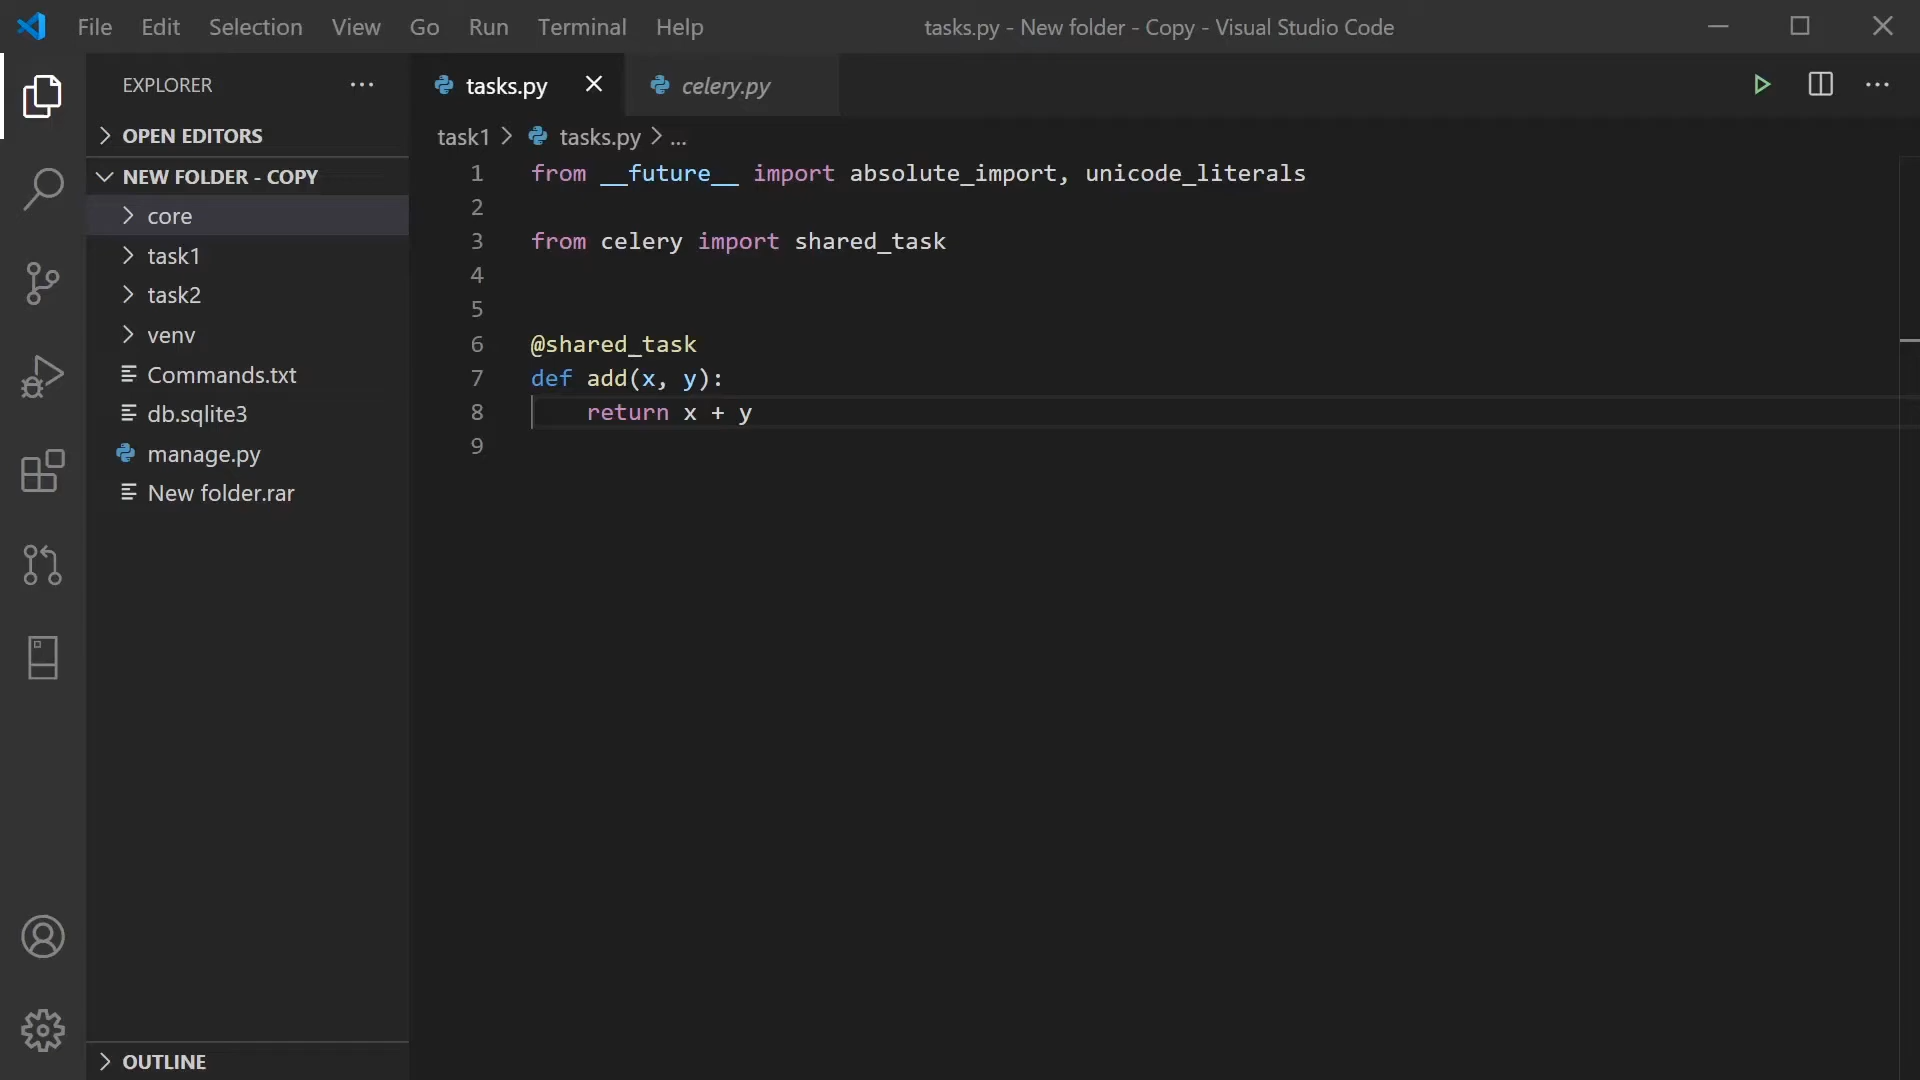 File Edit Selection View Go Run Terminal Help
tasks.py - New folder - Copy - Visual Studio Code
EXPLORER
OPEN EDITORS
NEW FOLDER - COPY
core
task1
task2
venv
Commands.txt
db.sqlite3
manage.py
New folder.rar
OUTLINE
tasks.py
celery.py
task1 > tasks.py > ...
1 from __future__ import absolute_import, unicode_literals
2
3 from celery import shared_task
4
5
6 @shared_task
7 def add(x, y):
8     return x + y
9